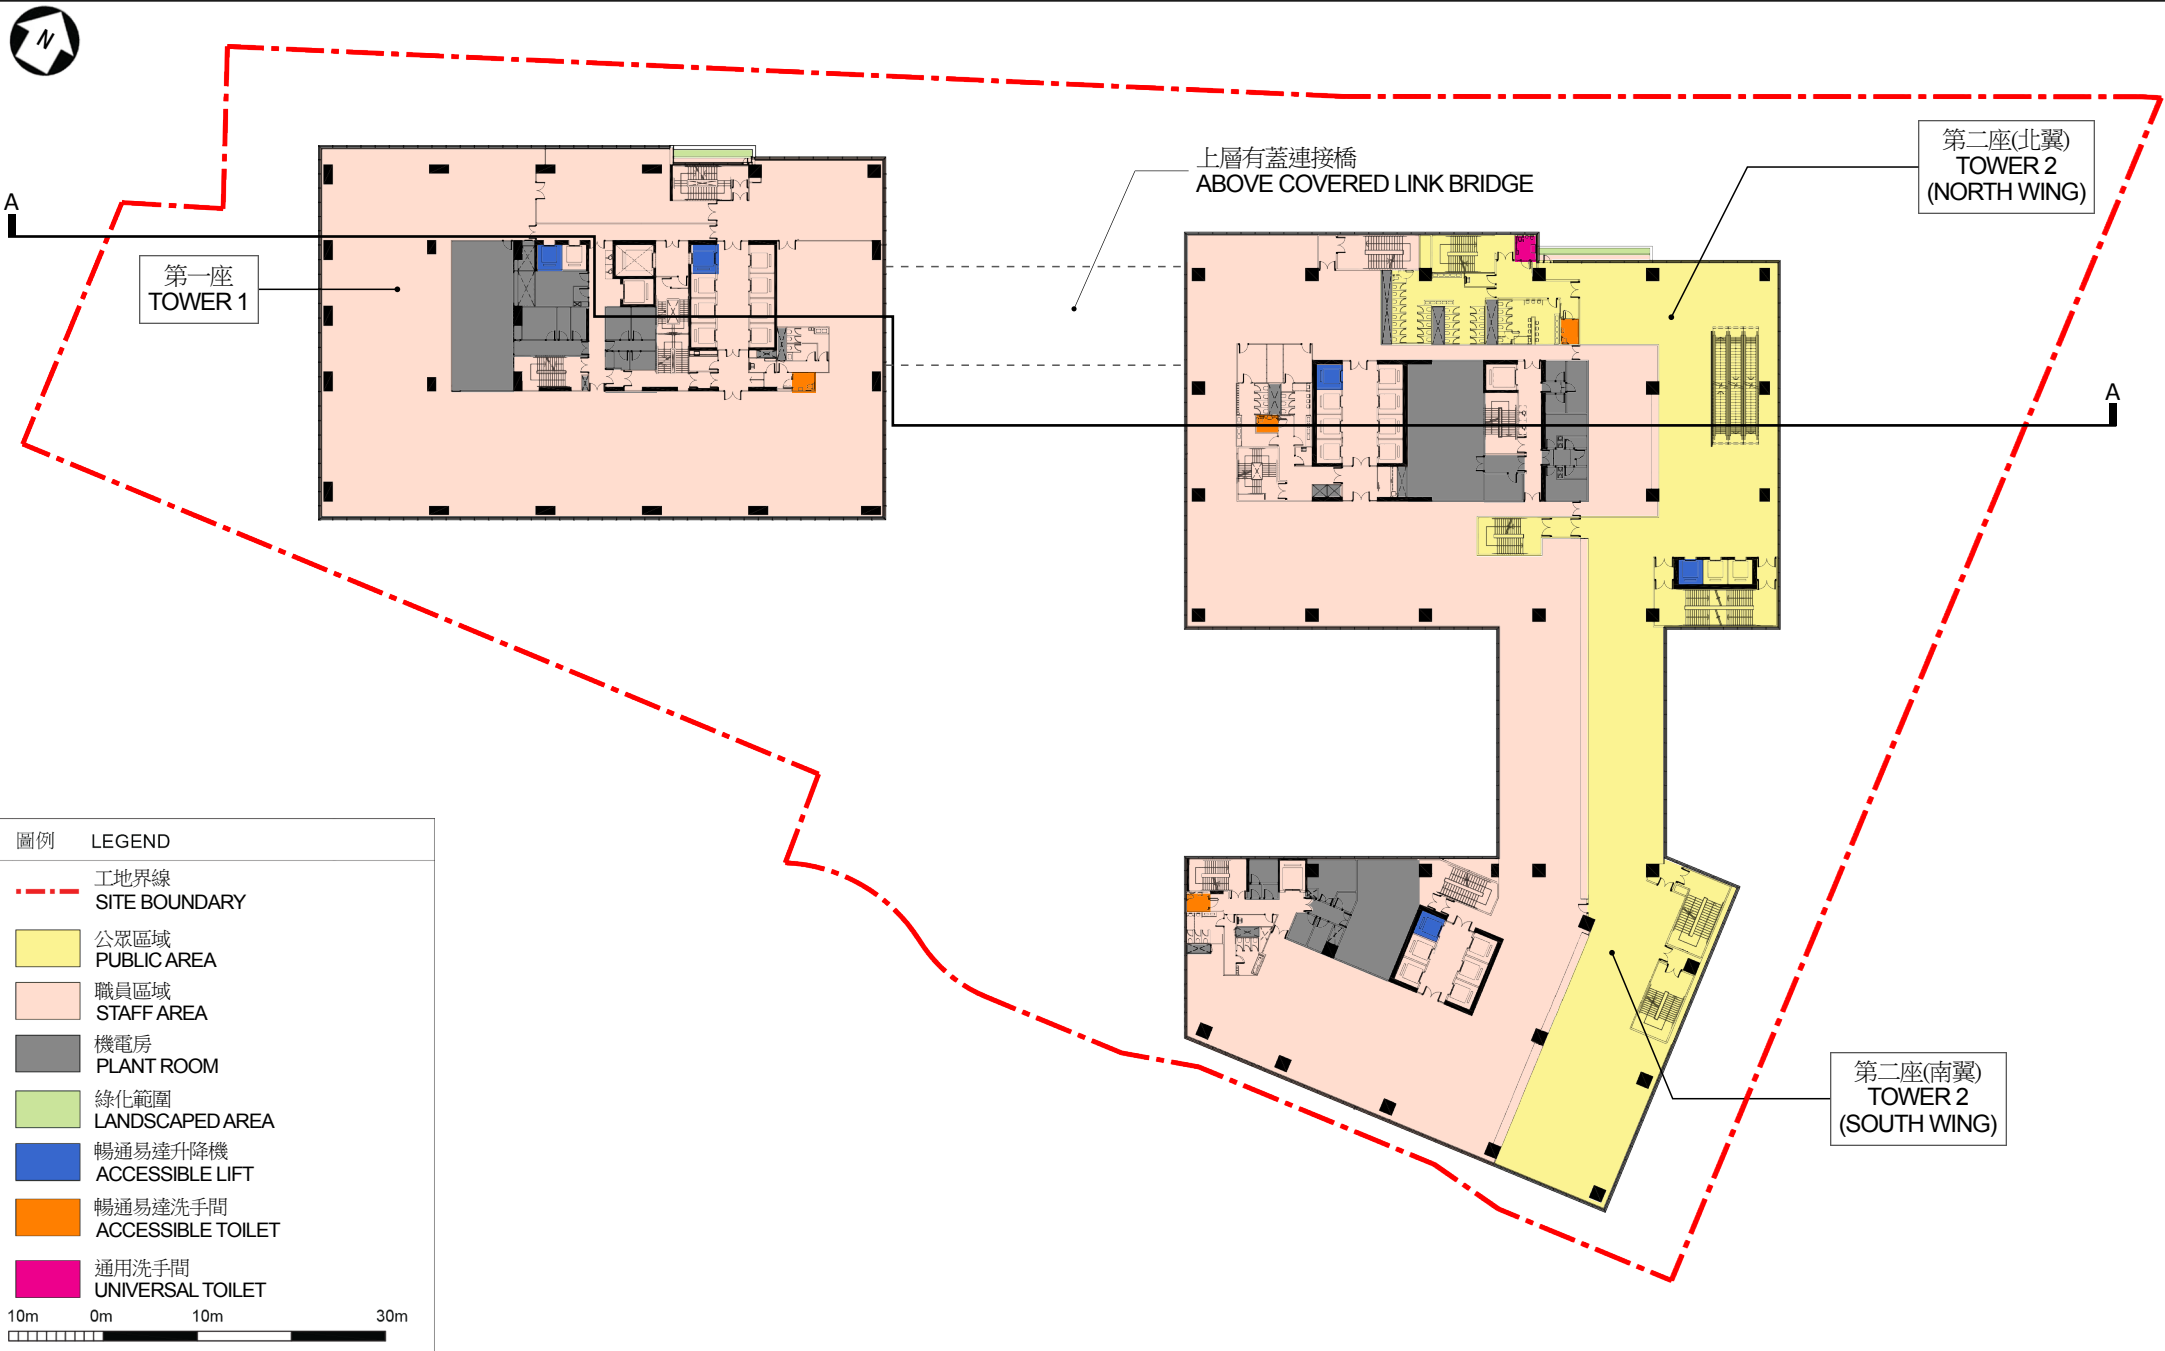 N
A
第一座
TOWER 1
上層有蓋連接橋
ABOVE COVERED LINK BRIDGE
第二座(北翼)
TOWER 2
(NORTH WING)
A
第二座(南翼)
TOWER 2
(SOUTH WING)
圖例 LEGEND
工地界線
SITE BOUNDARY
公眾區域
PUBLIC AREA
職員區域
STAFF AREA
機電房
PLANT ROOM
綠化範圍
LANDSCAPED AREA
暢通易達升降機
ACCESSIBLE LIFT
暢通易達洗手間
ACCESSIBLE TOILET
通用洗手間
UNIVERSAL TOILET
10m 0m 10m 30m